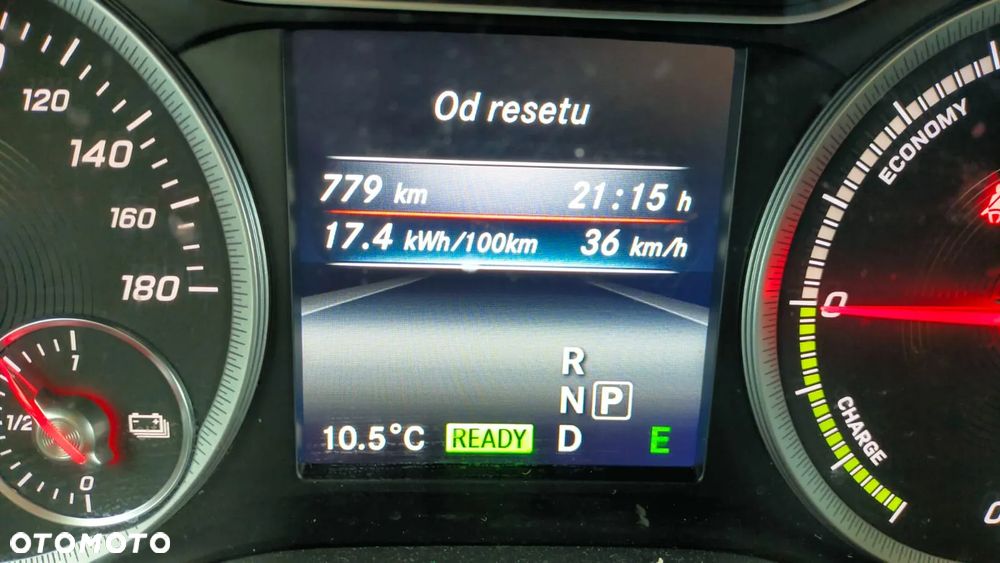 Od resetu
779 km 21:15 h
17.4 kWh/100km 36 km/h
R
N P
D
10.5°C READY E
120
140
160
180
1
1/2
0
ECONOMY
0
CHARGE
OTOMOTO